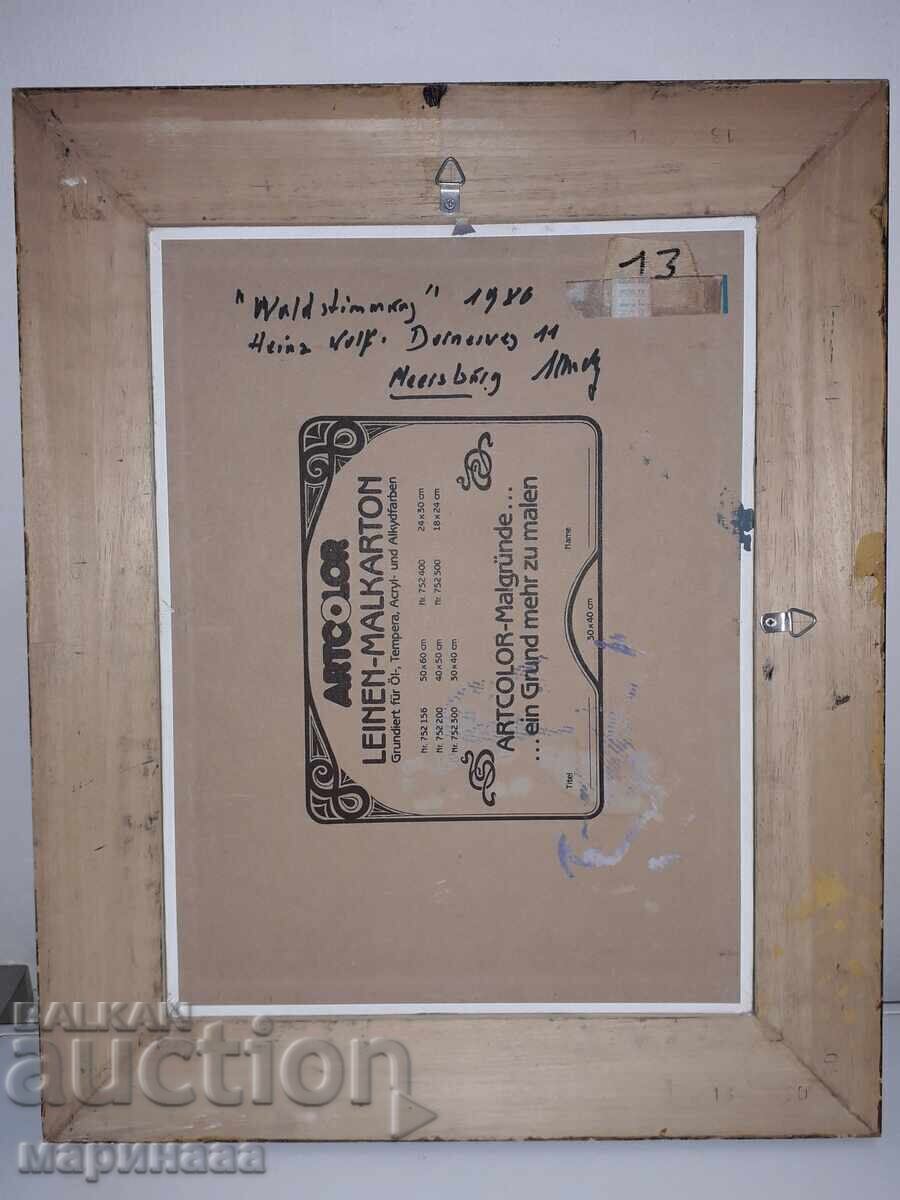 13
"Waldstimmung" 1986
Heinz Wolf. Dornerweg 11
Meersburg
ARTCOLOR
LEINEN-MALKARTON
Grundiert für Öl-, Tempera, Acryl- und Alkydfarben
Nr. 752 156 50 x 60 cm Nr. 752 400 24 x 30 cm
Nr. 752 200 40 x 50 cm Nr. 752 500 18 x 24 cm
Nr. 752 300 30 x 40 cm
ARTCOLOR-Malgründe...
...ein Grund mehr zu malen
Titel
Name
30 x 40 cm
13
BALKAN
auction
маринааа